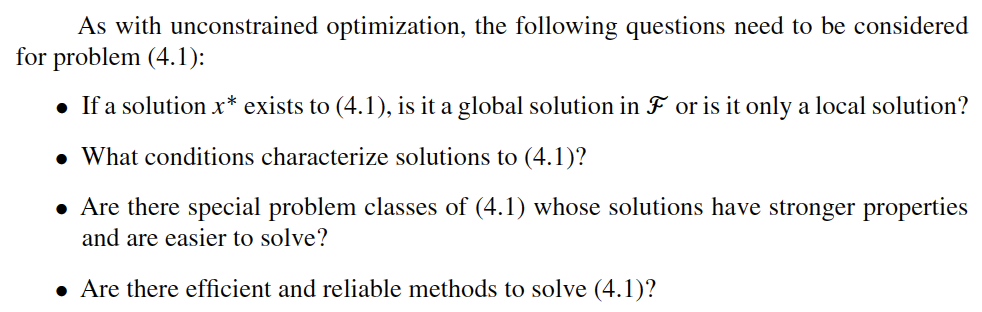 As with unconstrained optimization, the following questions need to be considered
for problem (4.1):
• If a solution x* exists to (4.1), is it a global solution in ℱ or is it only a local solution?
• What conditions characterize solutions to (4.1)?
• Are there special problem classes of (4.1) whose solutions have stronger properties
and are easier to solve?
• Are there efficient and reliable methods to solve (4.1)?